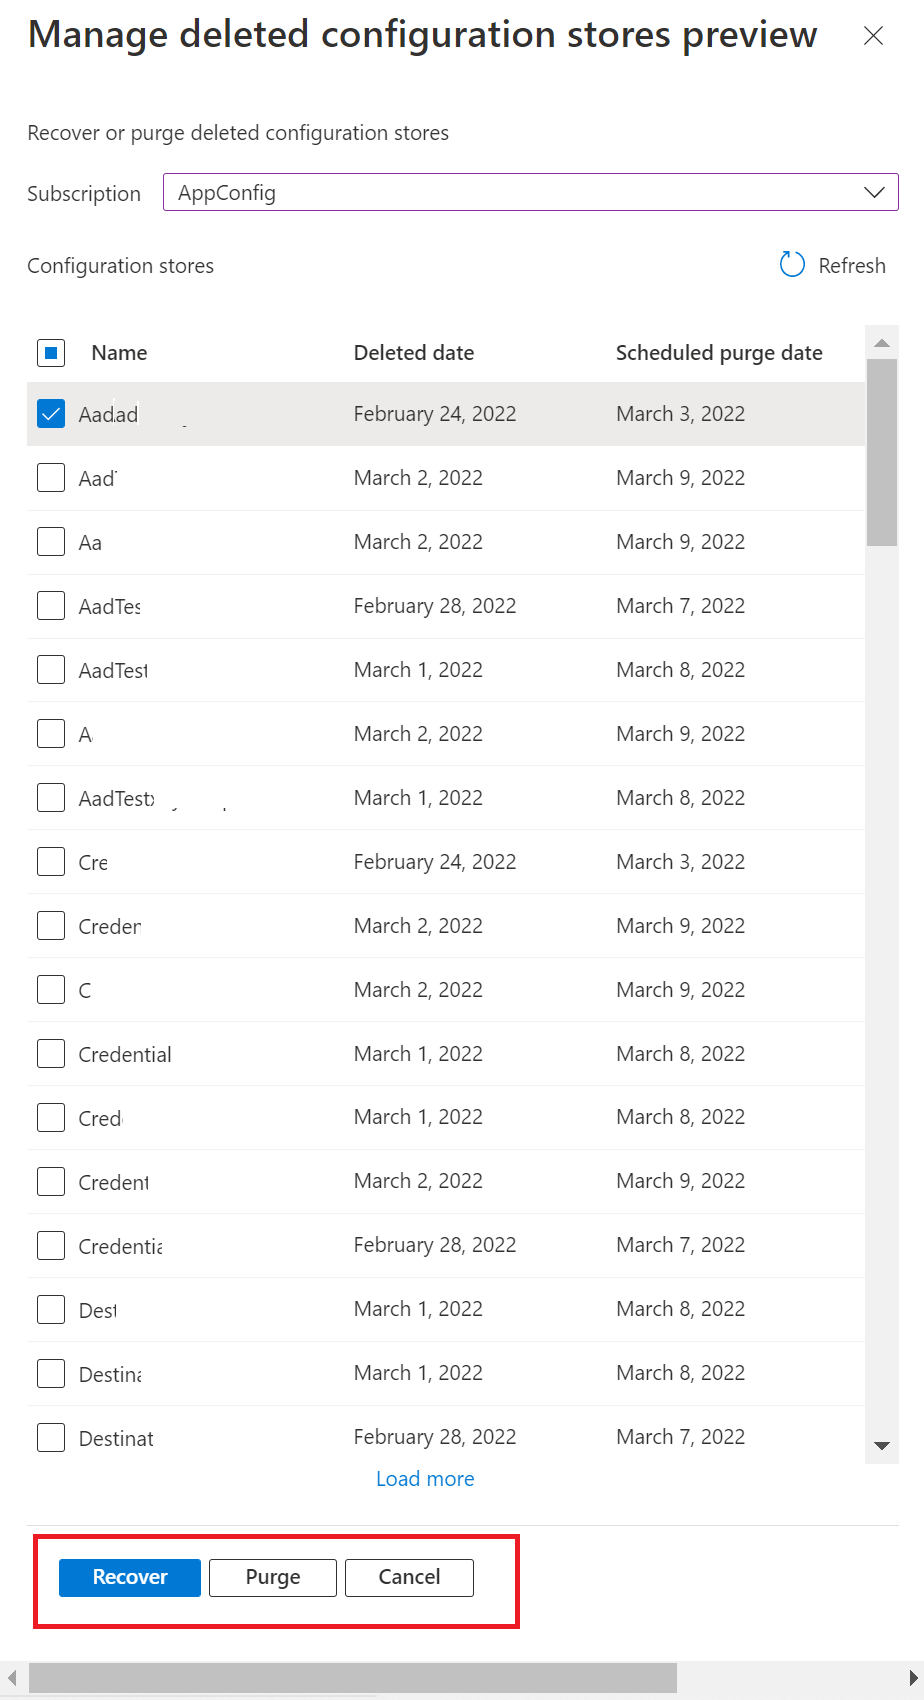 Manage deleted configuration stores preview
Recover or purge deleted configuration stores
Subscription AppConfig
Configuration stores Refresh
Name Deleted date Scheduled purge date
Aadad February 24, 2022 March 3, 2022
Aad March 2, 2022 March 9, 2022
Aa March 2, 2022 March 9, 2022
AadTes February 28, 2022 March 7, 2022
AadTest March 1, 2022 March 8, 2022
A March 2, 2022 March 9, 2022
AadTestx March 1, 2022 March 8, 2022
Cre February 24, 2022 March 3, 2022
Creden March 2, 2022 March 9, 2022
C March 2, 2022 March 9, 2022
Credential March 1, 2022 March 8, 2022
Cred March 1, 2022 March 8, 2022
Credent March 2, 2022 March 9, 2022
Credentia February 28, 2022 March 7, 2022
Dest March 1, 2022 March 8, 2022
Destina March 1, 2022 March 8, 2022
Destinat February 28, 2022 March 7, 2022
Load more
Recover Purge Cancel